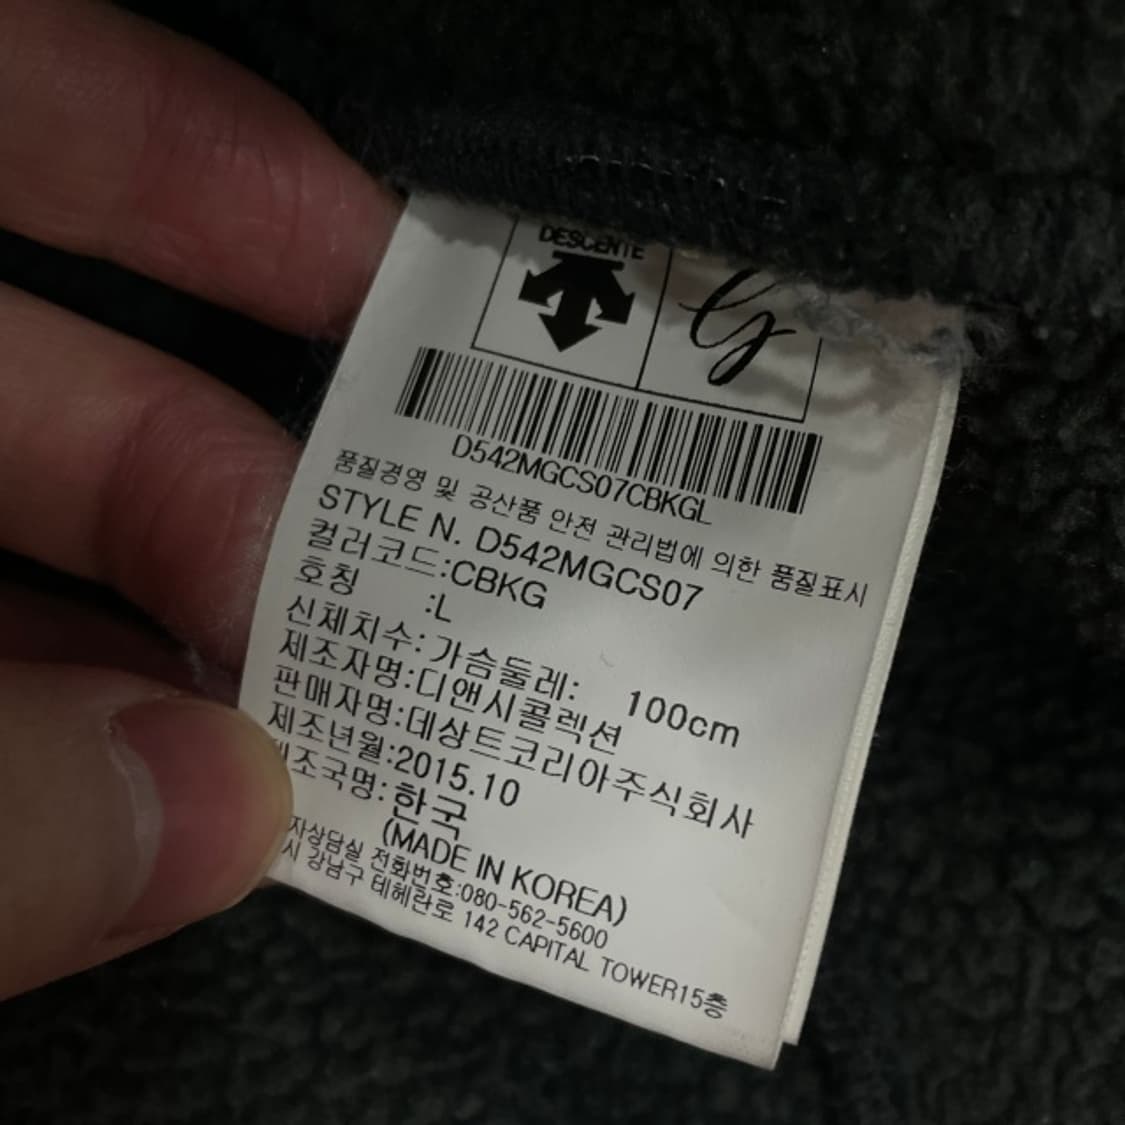 DESCENTE
D542MGCS07CBKGL
품질경영 및 공산품 안전 관리법에 의한 품질표시
STYLE N. D542MGCS07
컬러코드:CBKG
호칭 :L
신체치수: 가슴둘레: 100cm
제조자명:디앤시콜렉션
판매자명:데상트코리아주식회사
제조년월:2015.10
제조국명:한국
(MADE IN KOREA)
자상담실 전화번호:080-562-5600
시 강남구 테헤란로 142 CAPITAL TOWER15층